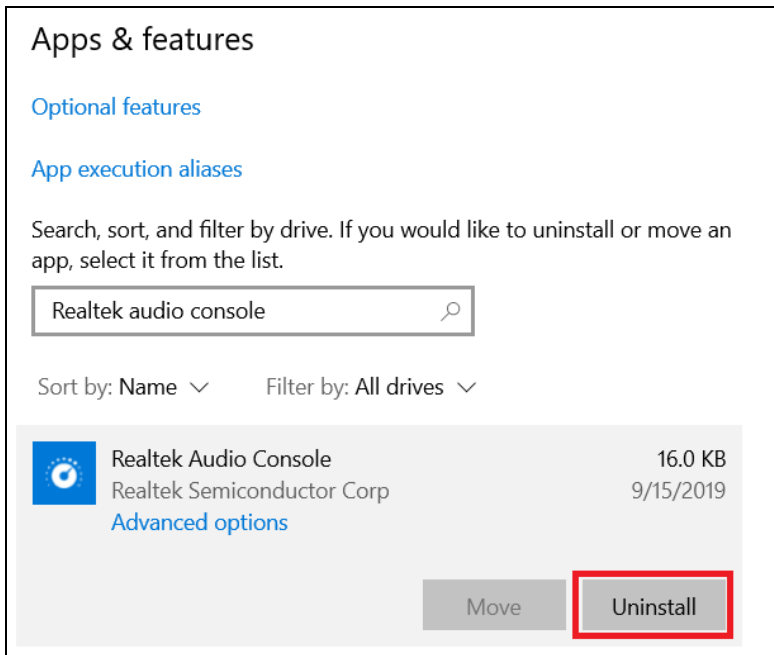 Apps & features
Optional features
App execution aliases
Search, sort, and filter by drive. If you would like to uninstall or move an
app, select it from the list.
Realtek audio console
Sort by: Name Filter by: All drives
Realtek Audio Console 16.0 KB
Realtek Semiconductor Corp 9/15/2019
Advanced options
Move Uninstall